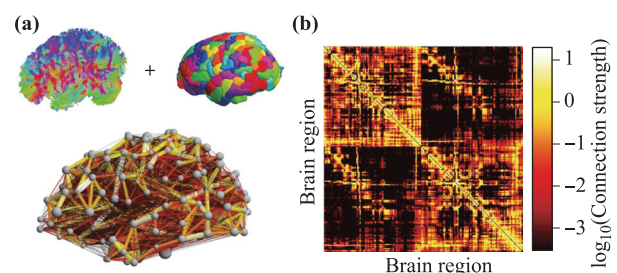 (a)
+
(b)
Brain region
Brain region
1
0
−1
−2
−3
log10(Connection strength)